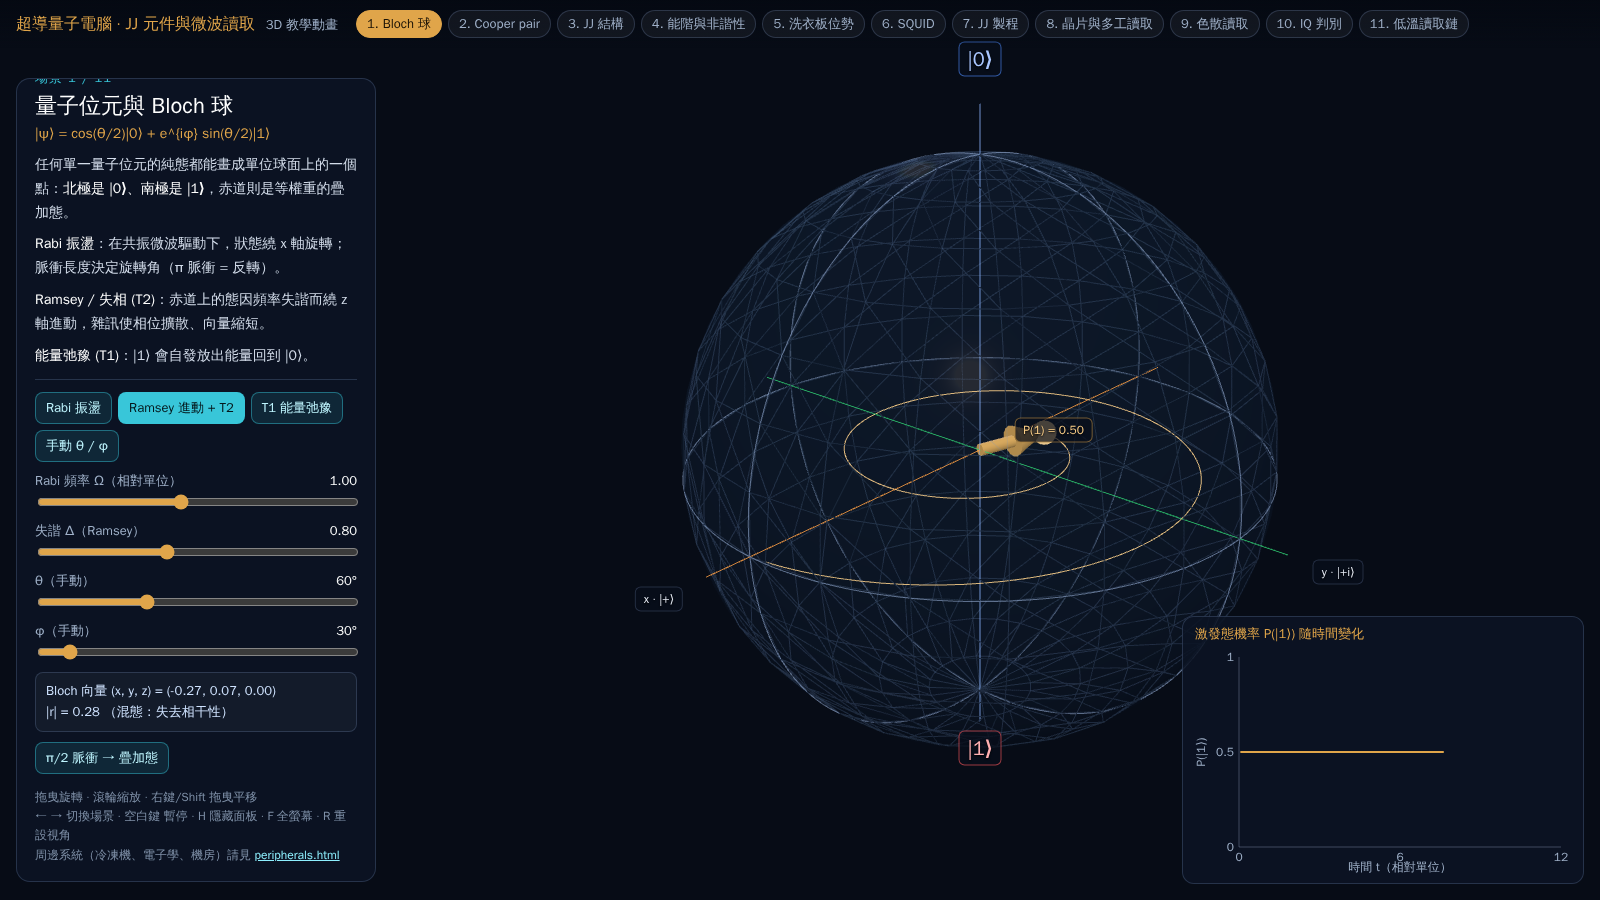 超導量子電腦 · JJ 元件與微波讀取 3D 教學動畫
1. Bloch 球
2. Cooper pair
3. JJ 結構
4. 能階與非諧性
5. 洗衣板位勢
6. SQUID
7. JJ 製程
8. 晶片與多工讀取
9. 色散讀取
10. IQ 判別
11. 低溫讀取鏈
場景 1 / 11
量子位元與 Bloch 球
|ψ⟩ = cos(θ/2)|0⟩ + e^{iφ} sin(θ/2)|1⟩
任何單一量子位元的純態都能畫成單位球面上的一個
點：北極是 |0⟩、南極是 |1⟩，赤道則是等權重的疊
加態。
Rabi 振盪：在共振微波驅動下，狀態繞 x 軸旋轉；
脈衝長度決定旋轉角（π 脈衝 = 反轉）。
Ramsey / 失相 (T2)：赤道上的態因頻率失諧而繞 z
軸進動，雜訊使相位擴散、向量縮短。
能量弛豫 (T1)：|1⟩ 會自發放出能量回到 |0⟩。
Rabi 振盪
Ramsey 進動 + T2
T1 能量弛豫
手動 θ / φ
Rabi 頻率 Ω（相對單位） 1.00
失諧 Δ（Ramsey） 0.80
θ（手動） 60°
φ（手動） 30°
Bloch 向量 (x, y, z) = (-0.27, 0.07, 0.00)
|r| = 0.28 （混態：失去相干性）
π/2 脈衝 → 疊加態
拖曳旋轉 · 滾輪縮放 · 右鍵/Shift 拖曳平移
← → 切換場景 · 空白鍵 暫停 · H 隱藏面板 · F 全螢幕 · R 重
設視角
周邊系統（冷凍機、電子學、機房）請見 peripherals.html
|0⟩
P(1) = 0.50
x · |+⟩
y · |+i⟩
|1⟩
激發態機率 P(|1⟩) 隨時間變化
1
0.5
0
P(|1⟩)
0
6
12
時間 t（相對單位）